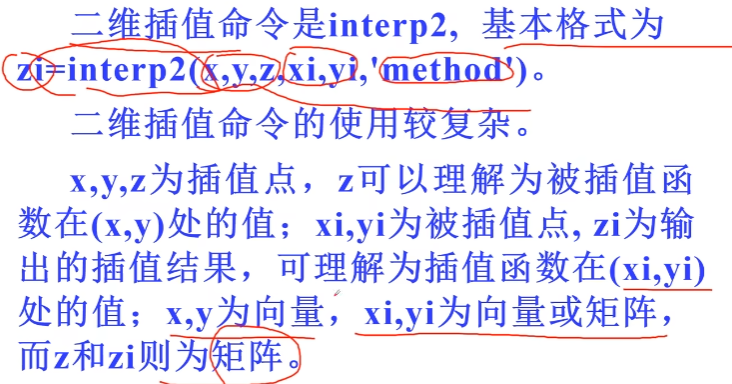 二维插值命令是interp2, 基本格式为
zi=interp2(x,y,z,xi,yi,'method')。
二维插值命令的使用较复杂。
x,y,z为插值点，z可以理解为被插值函
数在(x,y)处的值；xi,yi为被插值点, zi为输
出的插值结果，可理解为插值函数在(xi,yi)
处的值；x,y为向量，xi,yi为向量或矩阵，
而z和zi则为矩阵。